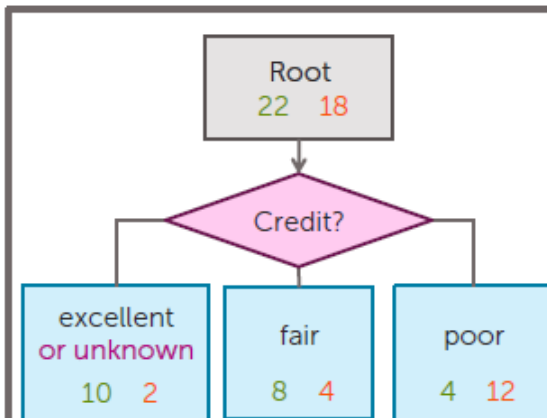 Root
22 18
Credit?
excellent
or unknown
10 2
fair
8 4
poor
4 12